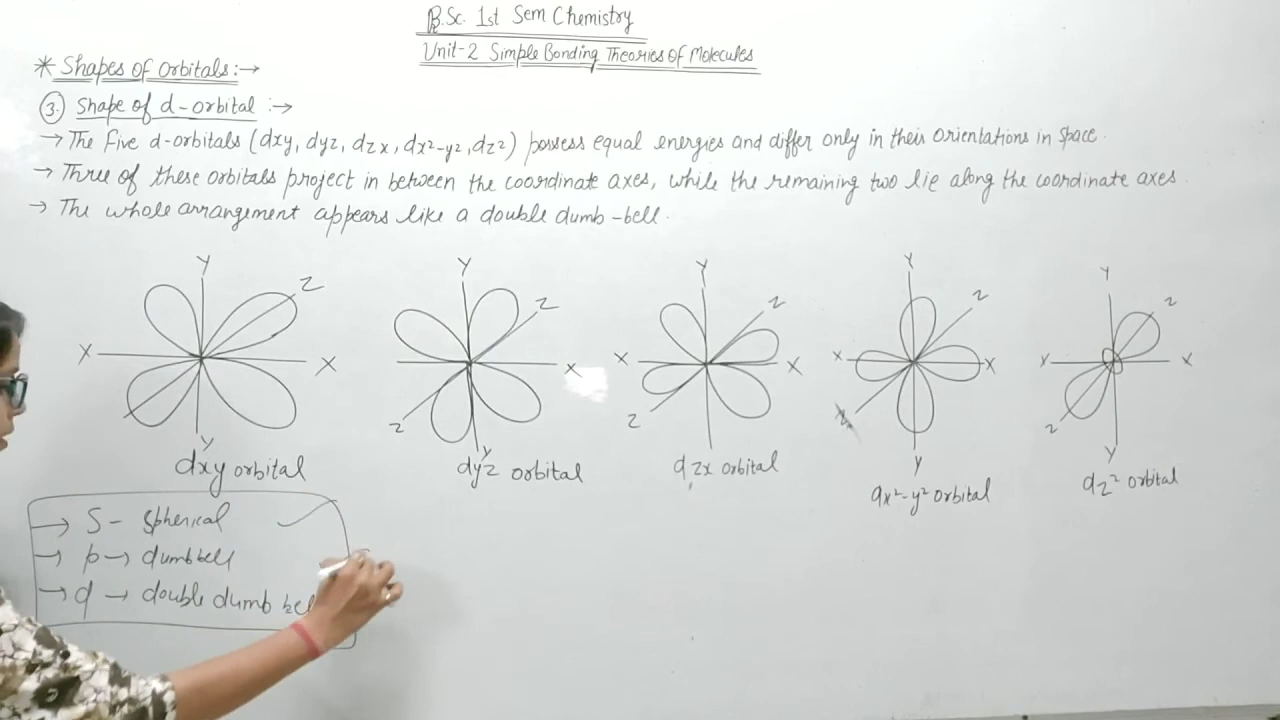 B.Sc. 1st Sem Chemistry
Unit-2 Simple Bonding Theories of Molecules
* Shapes of Orbitals:→
③ Shape of d-orbital :→
→ The five d-orbitals (dxy, dyz, dzx, dx²-y², dz²) possess equal energies and differ only in their orientations in space.
→ Three of these orbitals project in between the coordinate axes, while the remaining two lie along the coordinate axes.
→ The whole arrangement appears like a double dumb-bell.
Y Z X X Y
Y Z X Z Y
Y Z X X Z
Y Z X X Y
Y Z X X Z Y
dxy orbital
dyz orbital
dzx orbital
dx²-y² orbital
dz² orbital
→ S - Spherical
→ p → dumbbell
→ d → double dumb bel